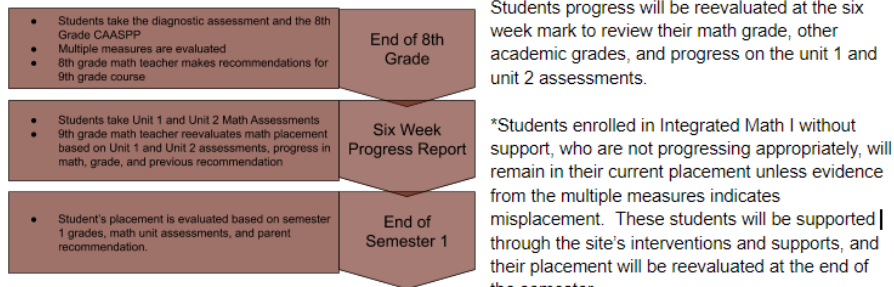 Students take the diagnostic assessment and the 8th
Grade CAASPP
Multiple measures are evaluated
8th grade math teacher makes recommendations for
9th grade course
End of 8th
Grade
Students take Unit 1 and Unit 2 Math Assessments
9th grade math teacher reevaluates math placement
based on Unit 1 and Unit 2 assessments, progress in
math, grade, and previous recommendation
Six Week
Progress Report
Student's placement is evaluated based on semester
1 grades, math unit assessments, and parent
recommendation.
End of
Semester 1
Students progress will be reevaluated at the six
week mark to review their math grade, other
academic grades, and progress on the unit 1 and
unit 2 assessments.
*Students enrolled in Integrated Math I without
support, who are not progressing appropriately, will
remain in their current placement unless evidence
from the multiple measures indicates
misplacement. These students will be supported
through the site's interventions and supports, and
their placement will be reevaluated at the end of
the semester